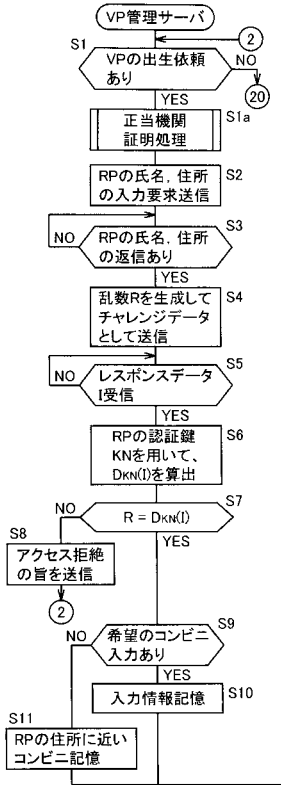 VP管理サーバ
2
S1
VPの出生依頼
あり
NO
20
YES
正当機関
証明処理
S1a
S2
RPの氏名，住所
の入力要求送信
S3
NO
RPの氏名，住所
の返信あり
YES
S4
乱数Rを生成して
チャレンジデータ
として送信
S5
NO
レスポンスデータ
I受信
YES
S6
RPの認証鍵
KNを用いて、
DKN(I)を算出
S7
NO
R = DKN(I)
S8
YES
アクセス拒絶
の旨を送信
2
S9
NO
希望のコンビニ
入力あり
YES
S10
入力情報記憶
S11
RPの住所に近い
コンビニ記憶